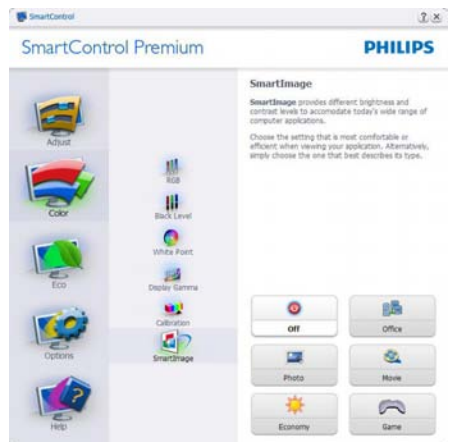 SmartControl
SmartControl Premium
PHILIPS
Adjust
Color
Eco
Options
Help
RGB
Black Level
White Point
Display Gamma
Calibration
SmartImage
SmartImage
SmartImage provides different brightness and
contrast levels to accomodate today's wide range of
computer applications.
Choose the setting that is most comfortable or
efficient when viewing your application. Alternatively,
simply choose the one that best describes its type.
Off
Office
Photo
Movie
Economy
Game